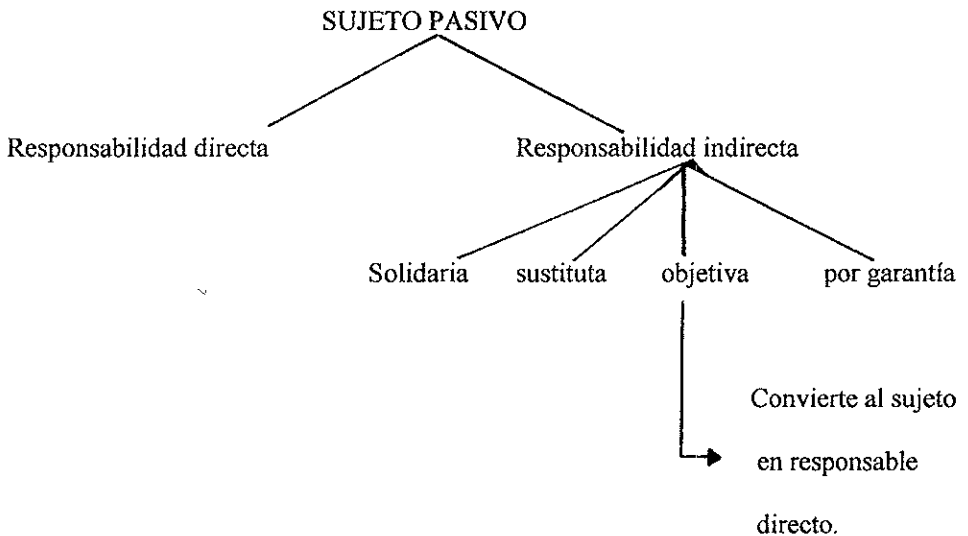 SUJETO PASIVO
Responsabilidad directa
Responsabilidad indirecta
Solidaria
sustituta
objetiva
por garantía
Convierte al sujeto
en responsable
directo.